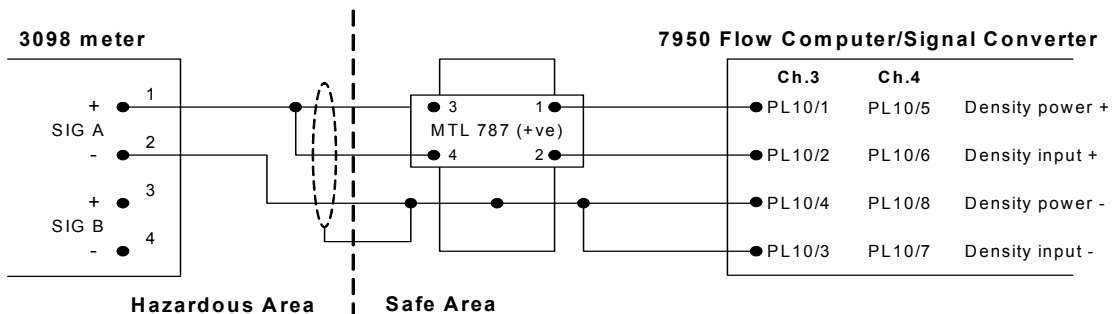 3098 meter
7950 Flow Computer/Signal Converter
Ch.3 Ch.4
+ 1
SIG A
- 2
+ 3
SIG B
- 4
3 1
MTL 787 (+ve)
4 2
PL10/1 PL10/5 Density power +
PL10/2 PL10/6 Density input +
PL10/4 PL10/8 Density power -
PL10/3 PL10/7 Density input -
Hazardous Area Safe Area